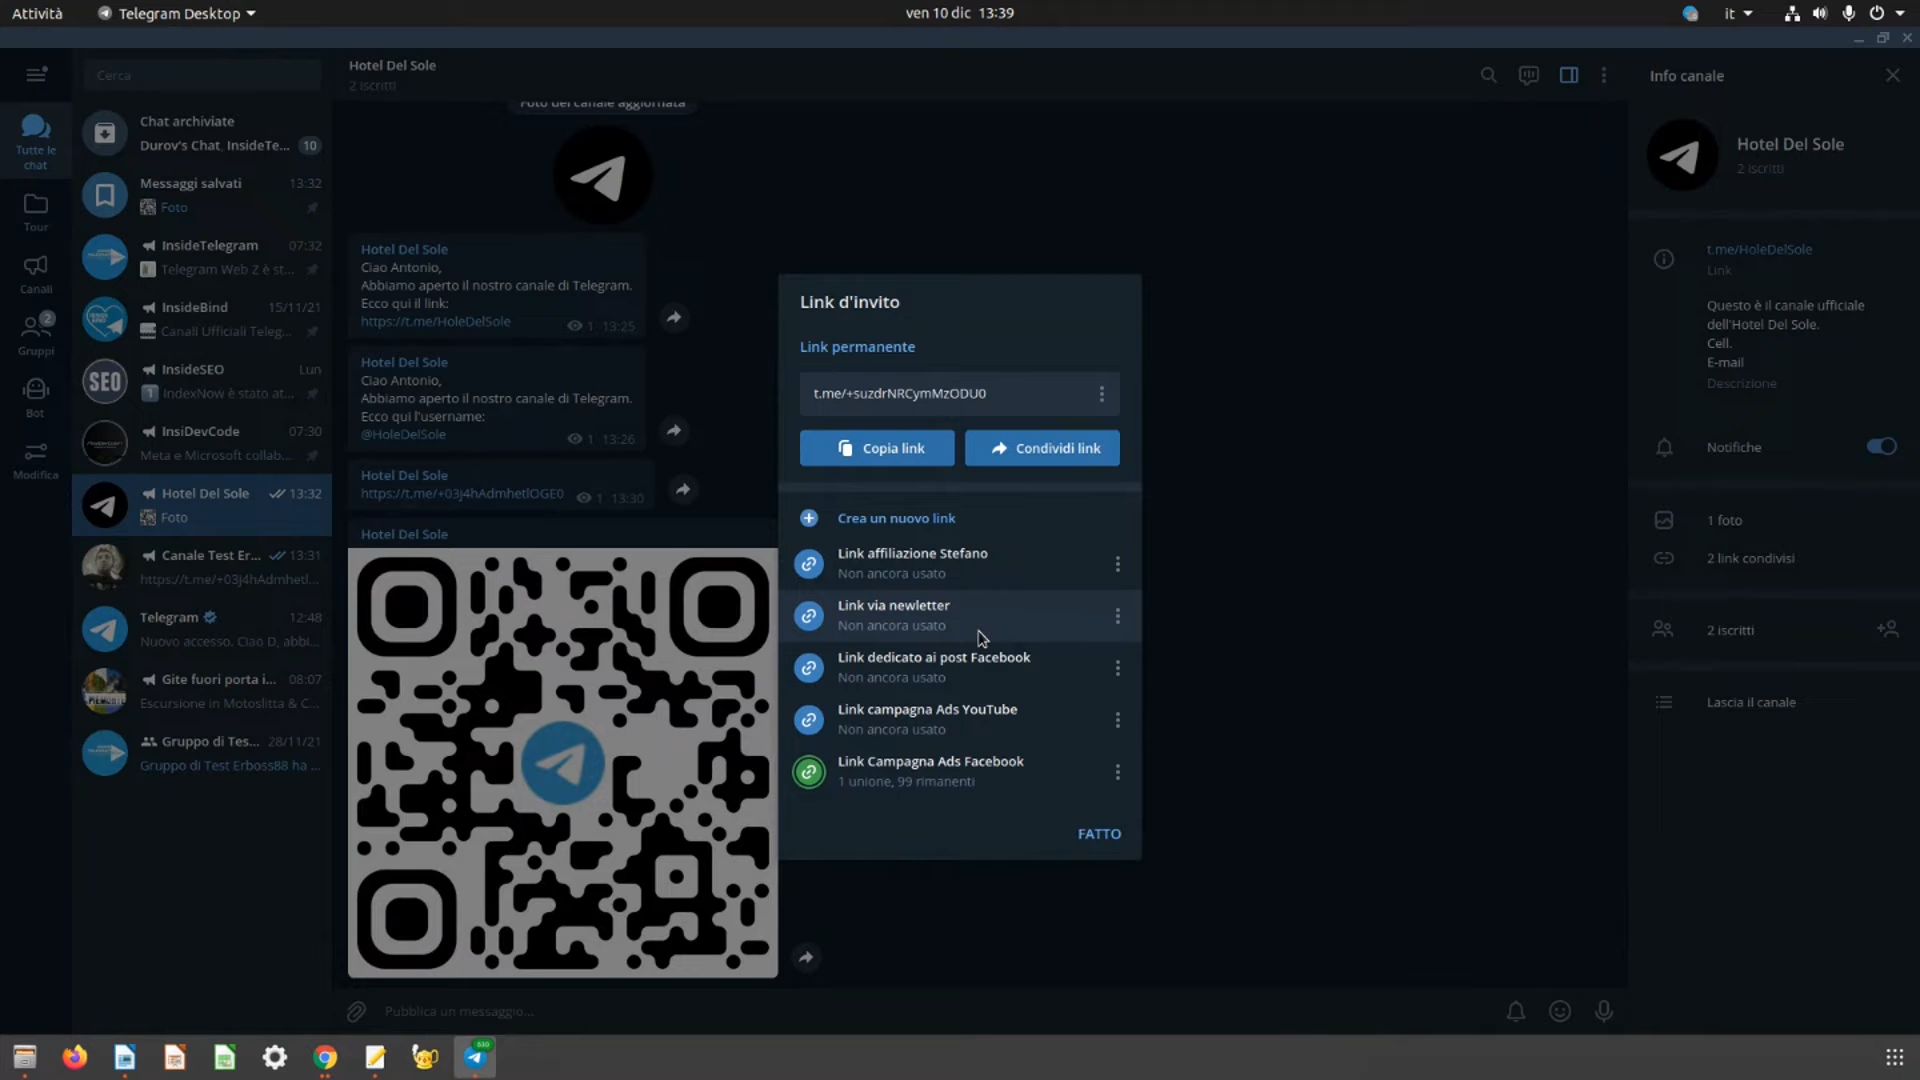 Attività
Telegram Desktop
ven 10 dic 13:39
it
Cerca
Tutte le chat
Tour
Canali
2
Gruppi
Bot
Modifica
Chat archiviate
Durov's Chat, InsideTe... 10
Messaggi salvati 13:32
Foto
InsideTelegram 07:32
Telegram Web Z è st...
InsideBind 15/11/21
Canali Ufficiali Teleg...
SEO
InsideSEO Lun
1 IndexNow è stato at...
InsiDevCode 07:30
Meta e Microsoft collab...
Hotel Del Sole 13:32
Foto
Canale Test Er... 13:31
https://t.me/+03j4hAdmhetl...
Telegram 12:48
Nuovo accesso. Ciao D, abbi...
Gite fuori porta i... 08:07
Escursione in Motoslitta & C...
Gruppo di Tes... 28/11/21
Gruppo di Test Erboss88 ha ...
Hotel Del Sole
2 iscritti
Foto del canale aggiornata
Hotel Del Sole
Ciao Antonio,
Abbiamo aperto il nostro canale di Telegram.
Ecco qui il link:
https://t.me/HoleDelSole 1 13:25
Hotel Del Sole
Ciao Antonio,
Abbiamo aperto il nostro canale di Telegram.
Ecco qui l'username:
@HoleDelSole 1 13:26
Hotel Del Sole
https://t.me/+03j4hAdmhetlOGE0 1 13:30
Hotel Del Sole
Pubblica un messaggio...
Link d'invito
Link permanente
t.me/+suzdrNRCymMzODU0
Copia link
Condividi link
Crea un nuovo link
Link affiliazione Stefano
Non ancora usato
Link via newletter
Non ancora usato
Link dedicato ai post Facebook
Non ancora usato
Link campagna Ads YouTube
Non ancora usato
Link Campagna Ads Facebook
1 unione, 99 rimanenti
FATTO
Info canale
Hotel Del Sole
2 iscritti
t.me/HoleDelSole
Link
Questo è il canale ufficiale
dell'Hotel Del Sole.
Cell.
E-mail
Descrizione
Notifiche
1 foto
2 link condivisi
2 iscritti
Lascia il canale
630